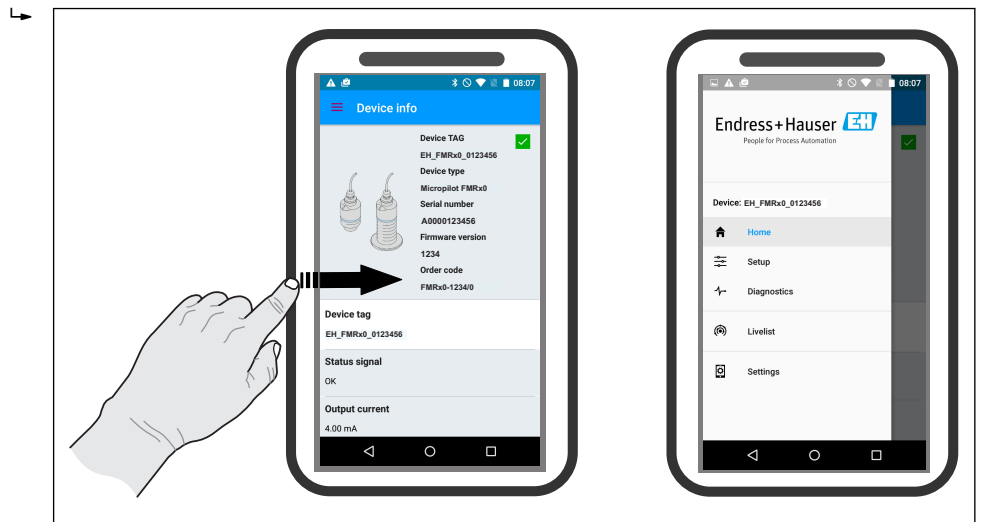 08:07
Device info
Device TAG
EH_FMRx0_0123456
Device type
Micropilot FMRx0
Serial number
A0000123456
Firmware version
1234
Order code
FMRx0-1234/0
Device tag
EH_FMRx0_0123456
Status signal
OK
Output current
4.00 mA
08:07
Endress+Hauser EH
People for Process Automation
Device: EH_FMRx0_0123456
Home
Setup
Diagnostics
Livelist
Settings